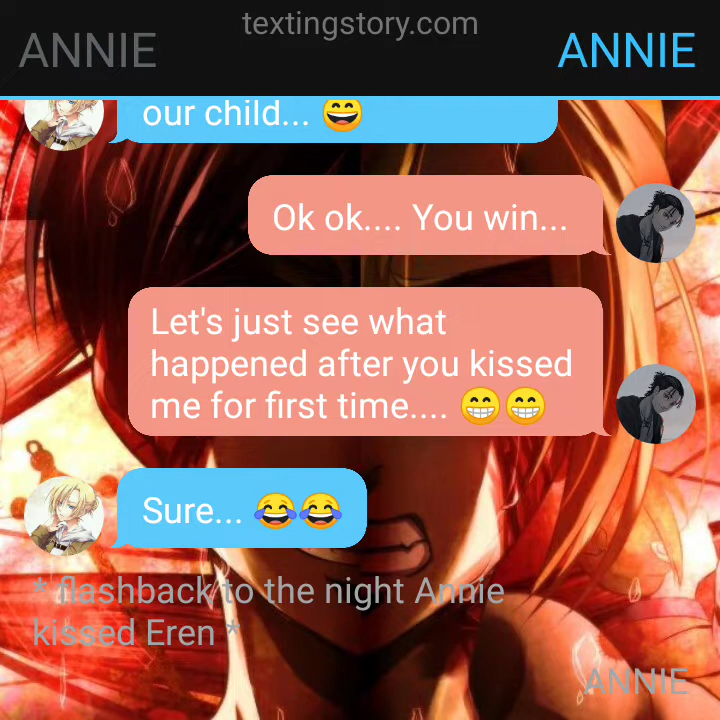 textingstory.com
ANNIE ANNIE
our child... 😄
Ok ok.... You win...
Let's just see what
happened after you kissed
me for first time.... 😁😁
Sure... 😂😂
* flashback to the night Annie
kissed Eren *
ANNIE